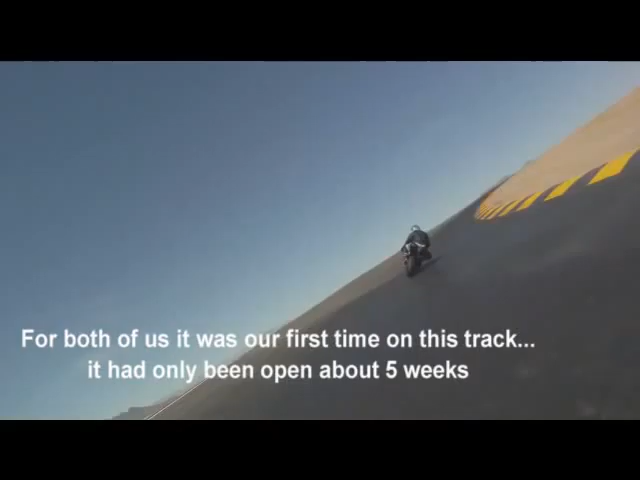 For both of us it was our first time on this track...
it had only been open about 5 weeks